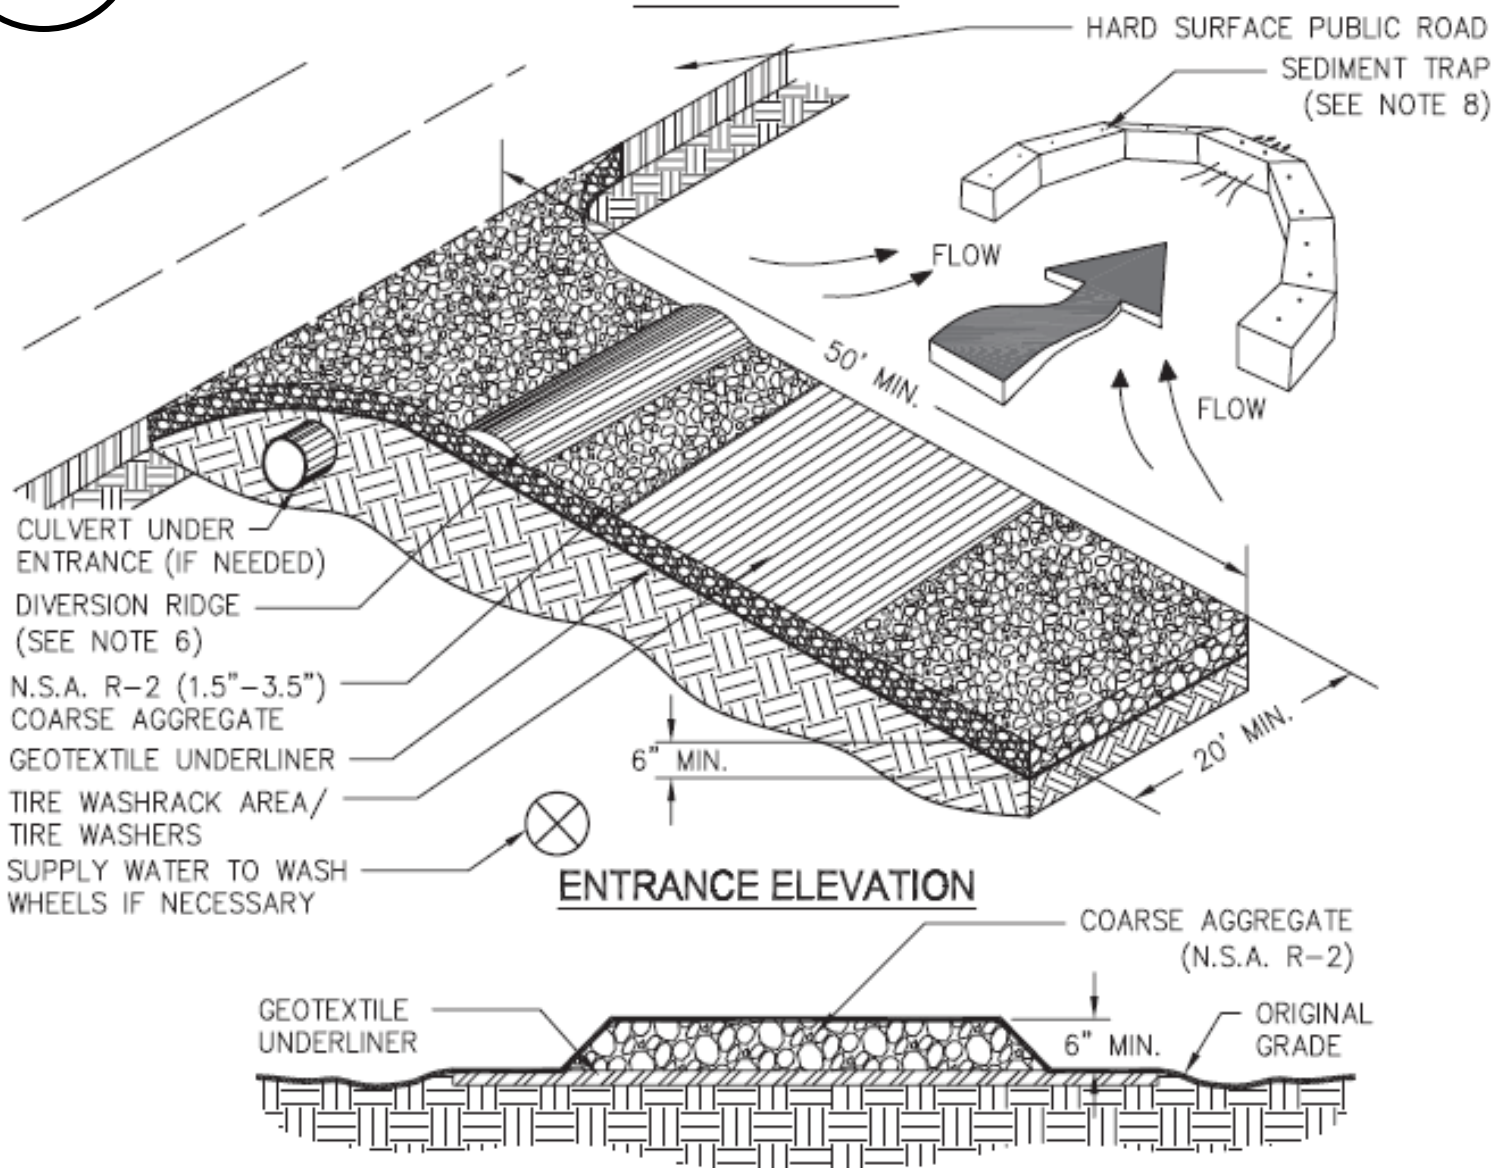 HARD SURFACE PUBLIC ROAD
SEDIMENT TRAP
(SEE NOTE 8)
FLOW
50' MIN.
FLOW
CULVERT UNDER
ENTRANCE (IF NEEDED)
DIVERSION RIDGE
(SEE NOTE 6)
N.S.A. R-2 (1.5"-3.5")
COARSE AGGREGATE
GEOTEXTILE UNDERLINER
TIRE WASHRACK AREA/
TIRE WASHERS
SUPPLY WATER TO WASH
WHEELS IF NECESSARY
6" MIN.
20' MIN.
ENTRANCE ELEVATION
COARSE AGGREGATE
(N.S.A. R-2)
GEOTEXTILE
UNDERLINER
6" MIN.
ORIGINAL
GRADE